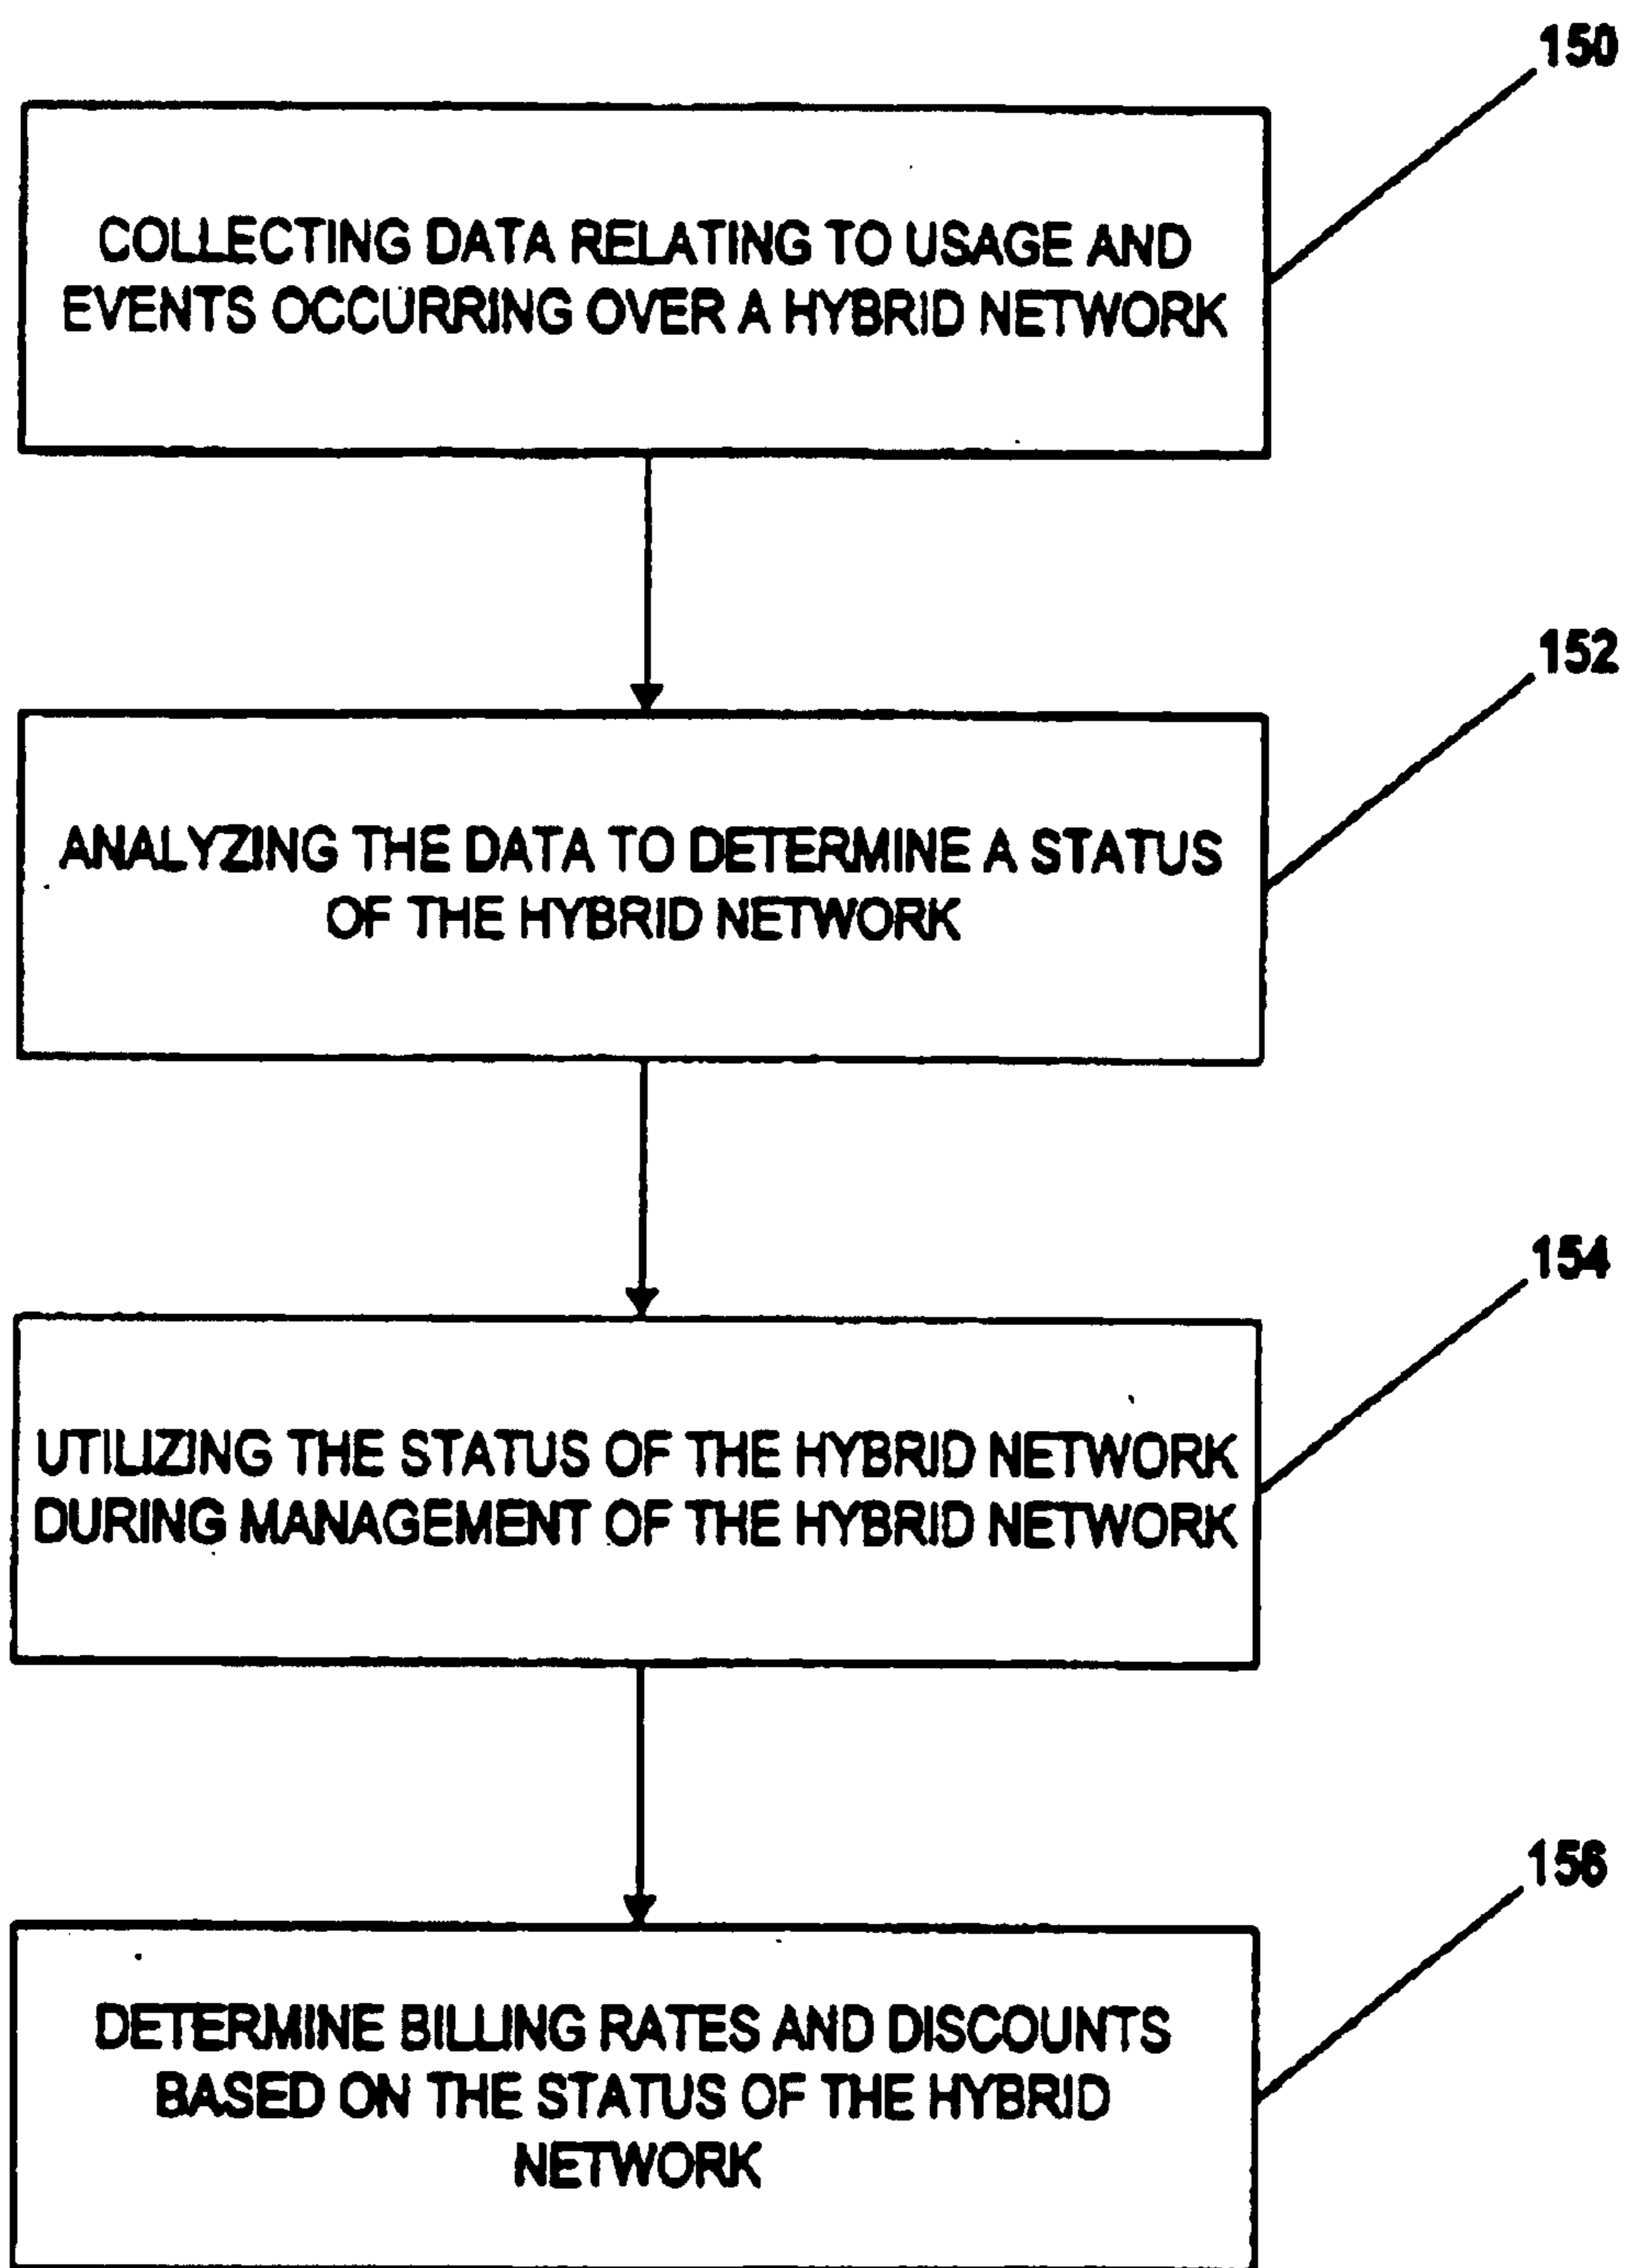 150
COLLECTING DATA RELATING TO USAGE AND
EVENTS OCCURRING OVER A HYBRID NETWORK
152
ANALYZING THE DATA TO DETERMINE A STATUS
OF THE HYBRID NETWORK
154
UTILIZING THE STATUS OF THE HYBRID NETWORK
DURING MANAGEMENT OF THE HYBRID NETWORK
156
DETERMINE BILLING RATES AND DISCOUNTS
BASED ON THE STATUS OF THE HYBRID
NETWORK